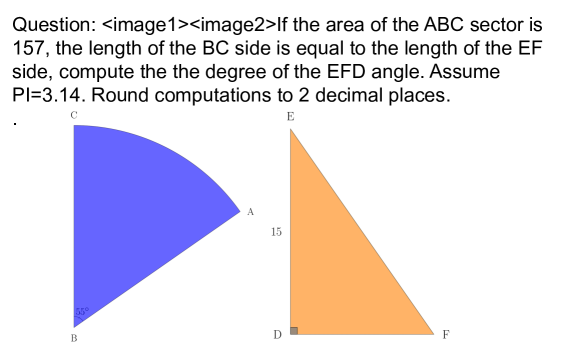 Question: <image1><image2>If the area of the ABC sector is
157, the length of the BC side is equal to the length of the EF
side, compute the the degree of the EFD angle. Assume
PI=3.14. Round computations to 2 decimal places.
.
C
E
A
15
55°
B
D
F